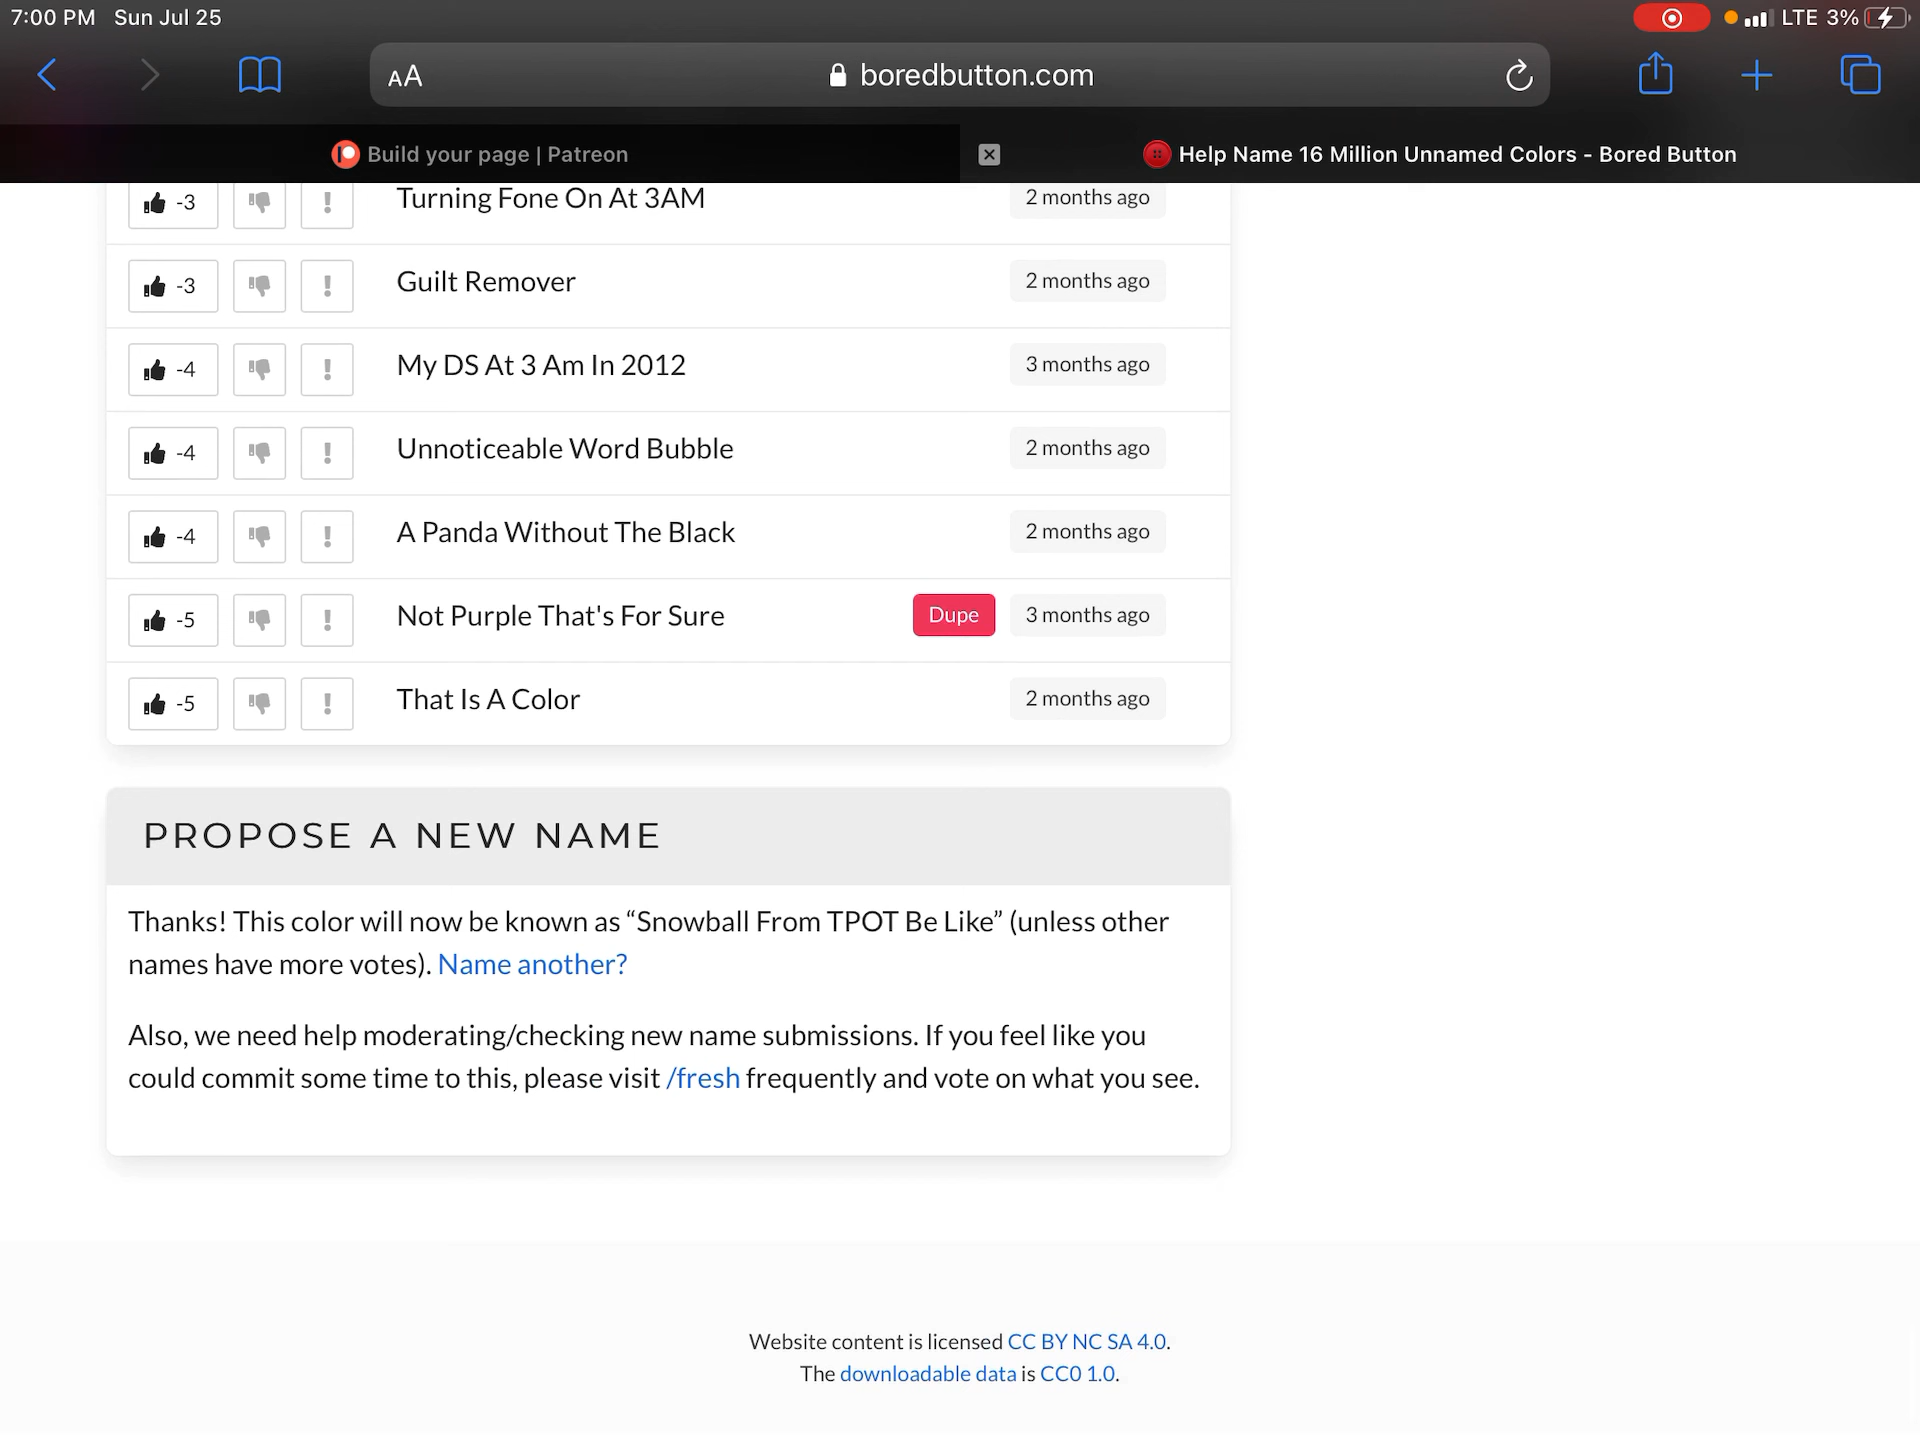 7:00 PM Sun Jul 25
LTE 3%
AA
boredbutton.com
Build your page | Patreon
Help Name 16 Million Unnamed Colors - Bored Button
-3 ! Turning Fone On At 3AM 2 months ago
-3 ! Guilt Remover 2 months ago
-4 ! My DS At 3 Am In 2012 3 months ago
-4 ! Unnoticeable Word Bubble 2 months ago
-4 ! A Panda Without The Black 2 months ago
-5 ! Not Purple That's For Sure Dupe 3 months ago
-5 ! That Is A Color 2 months ago
PROPOSE A NEW NAME
Thanks! This color will now be known as “Snowball From TPOT Be Like” (unless other
names have more votes). Name another?
Also, we need help moderating/checking new name submissions. If you feel like you
could commit some time to this, please visit /fresh frequently and vote on what you see.
Website content is licensed CC BY NC SA 4.0.
The downloadable data is CC0 1.0.